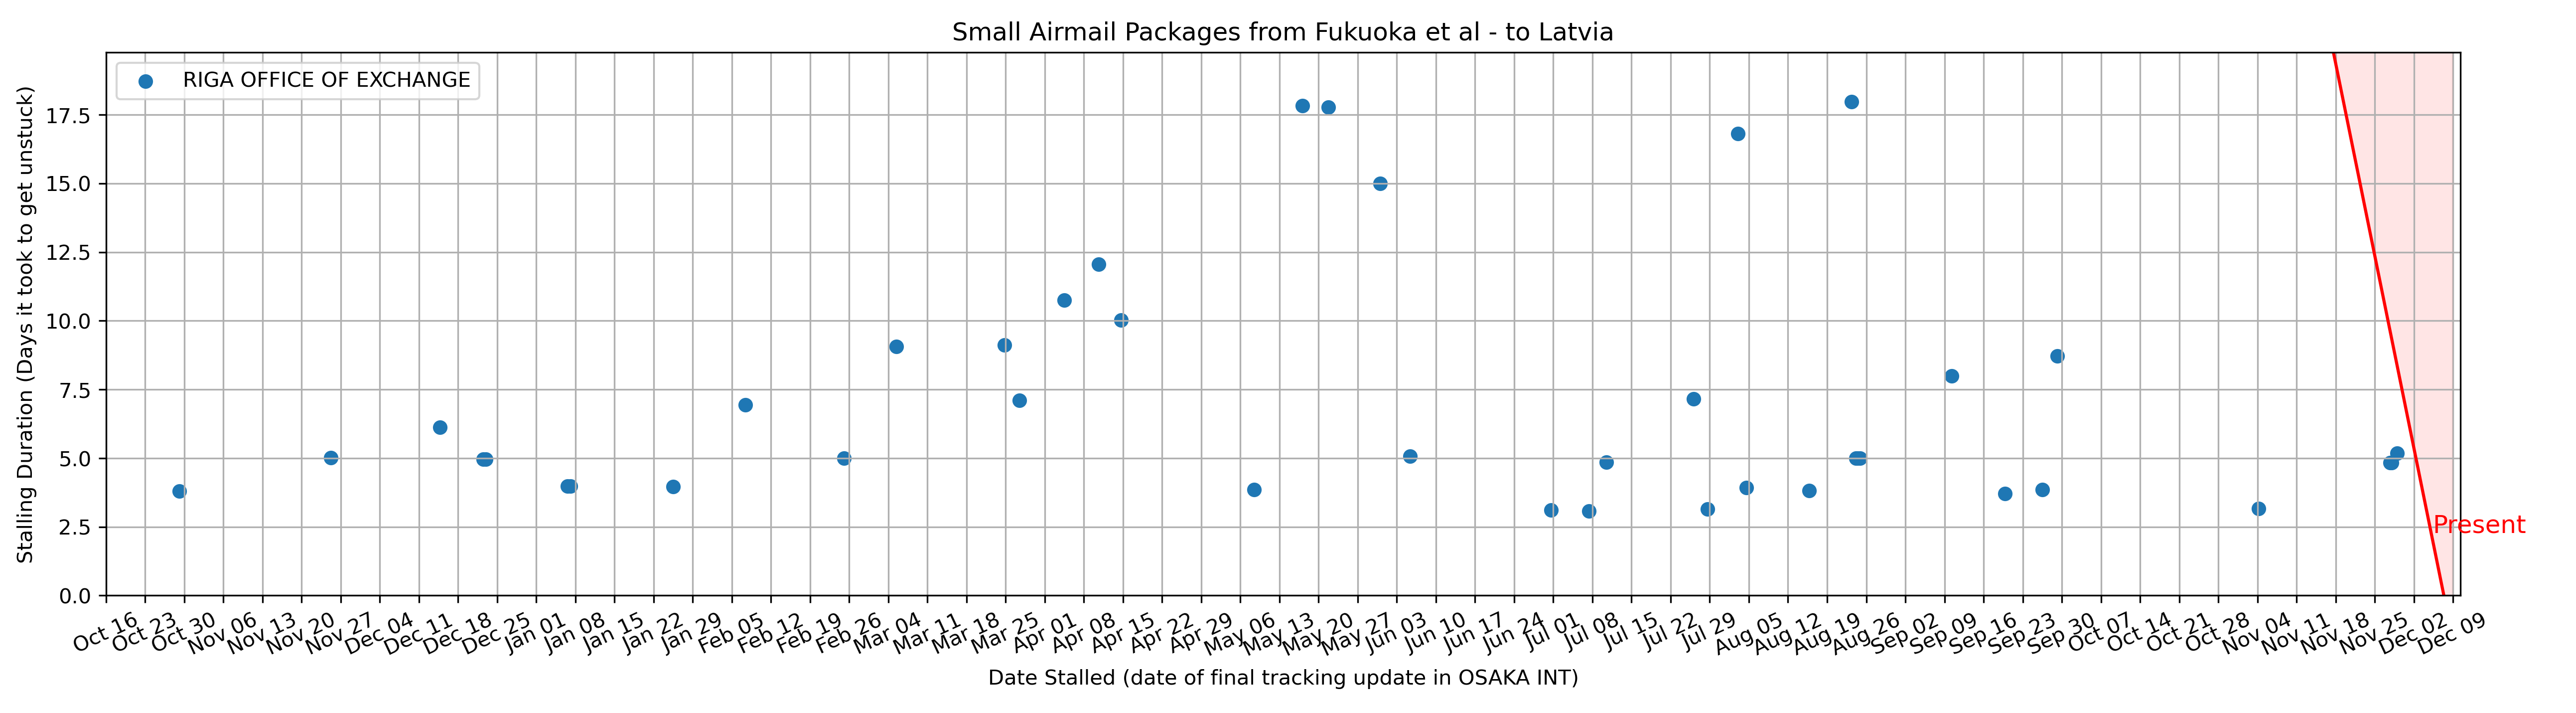 Small Airmail Packages from Fukuoka et al - to Latvia
RIGA OFFICE OF EXCHANGE
Stalling Duration (Days it took to get unstuck)
17.5
15.0
12.5
10.0
7.5
5.0
2.5
0.0
Present
Oct 16
Oct 23
Oct 30
Nov 06
Nov 13
Nov 20
Nov 27
Dec 04
Dec 11
Dec 18
Dec 25
Jan 01
Jan 08
Jan 15
Jan 22
Jan 29
Feb 05
Feb 12
Feb 19
Feb 26
Mar 04
Mar 11
Mar 18
Mar 25
Apr 01
Apr 08
Apr 15
Apr 22
Apr 29
May 06
May 13
May 20
May 27
Jun 03
Jun 10
Jun 17
Jun 24
Jul 01
Jul 08
Jul 15
Jul 22
Jul 29
Aug 05
Aug 12
Aug 19
Aug 26
Sep 02
Sep 09
Sep 16
Sep 23
Sep 30
Oct 07
Oct 14
Oct 21
Oct 28
Nov 04
Nov 11
Nov 18
Nov 25
Dec 02
Dec 09
Date Stalled (date of final tracking update in OSAKA INT)